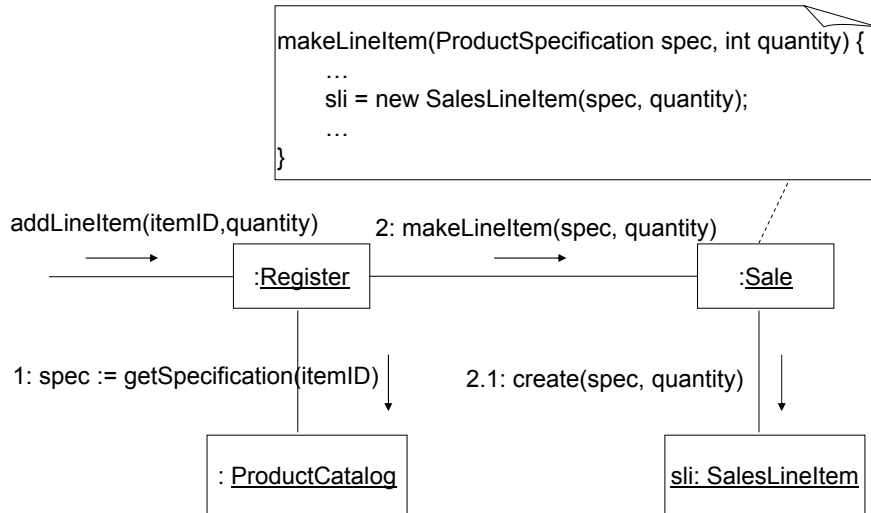 makeLineItem(ProductSpecification spec, int quantity) {
…
sli = new SalesLineItem(spec, quantity);
…
}
addLineItem(itemID,quantity)
2: makeLineItem(spec, quantity)
:Register
:Sale
1: spec := getSpecification(itemID)
2.1: create(spec, quantity)
: ProductCatalog
sli: SalesLineItem